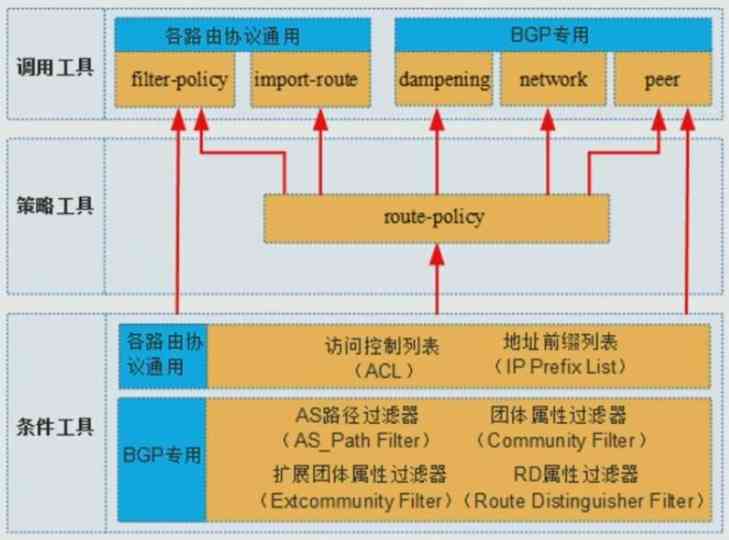 调用工具
各路由协议通用
BGP专用
filter-policy
import-route
dampening
network
peer
策略工具
route-policy
条件工具
各路由协
议通用
访问控制列表
（ACL）
地址前缀列表
（IP Prefix List）
BGP专用
AS路径过滤器
（AS_Path Filter）
团体属性过滤器
（Community Filter）
扩展团体属性过滤器
（Extcommunity Filter）
RD属性过滤器
（Route Distinguisher Filter）